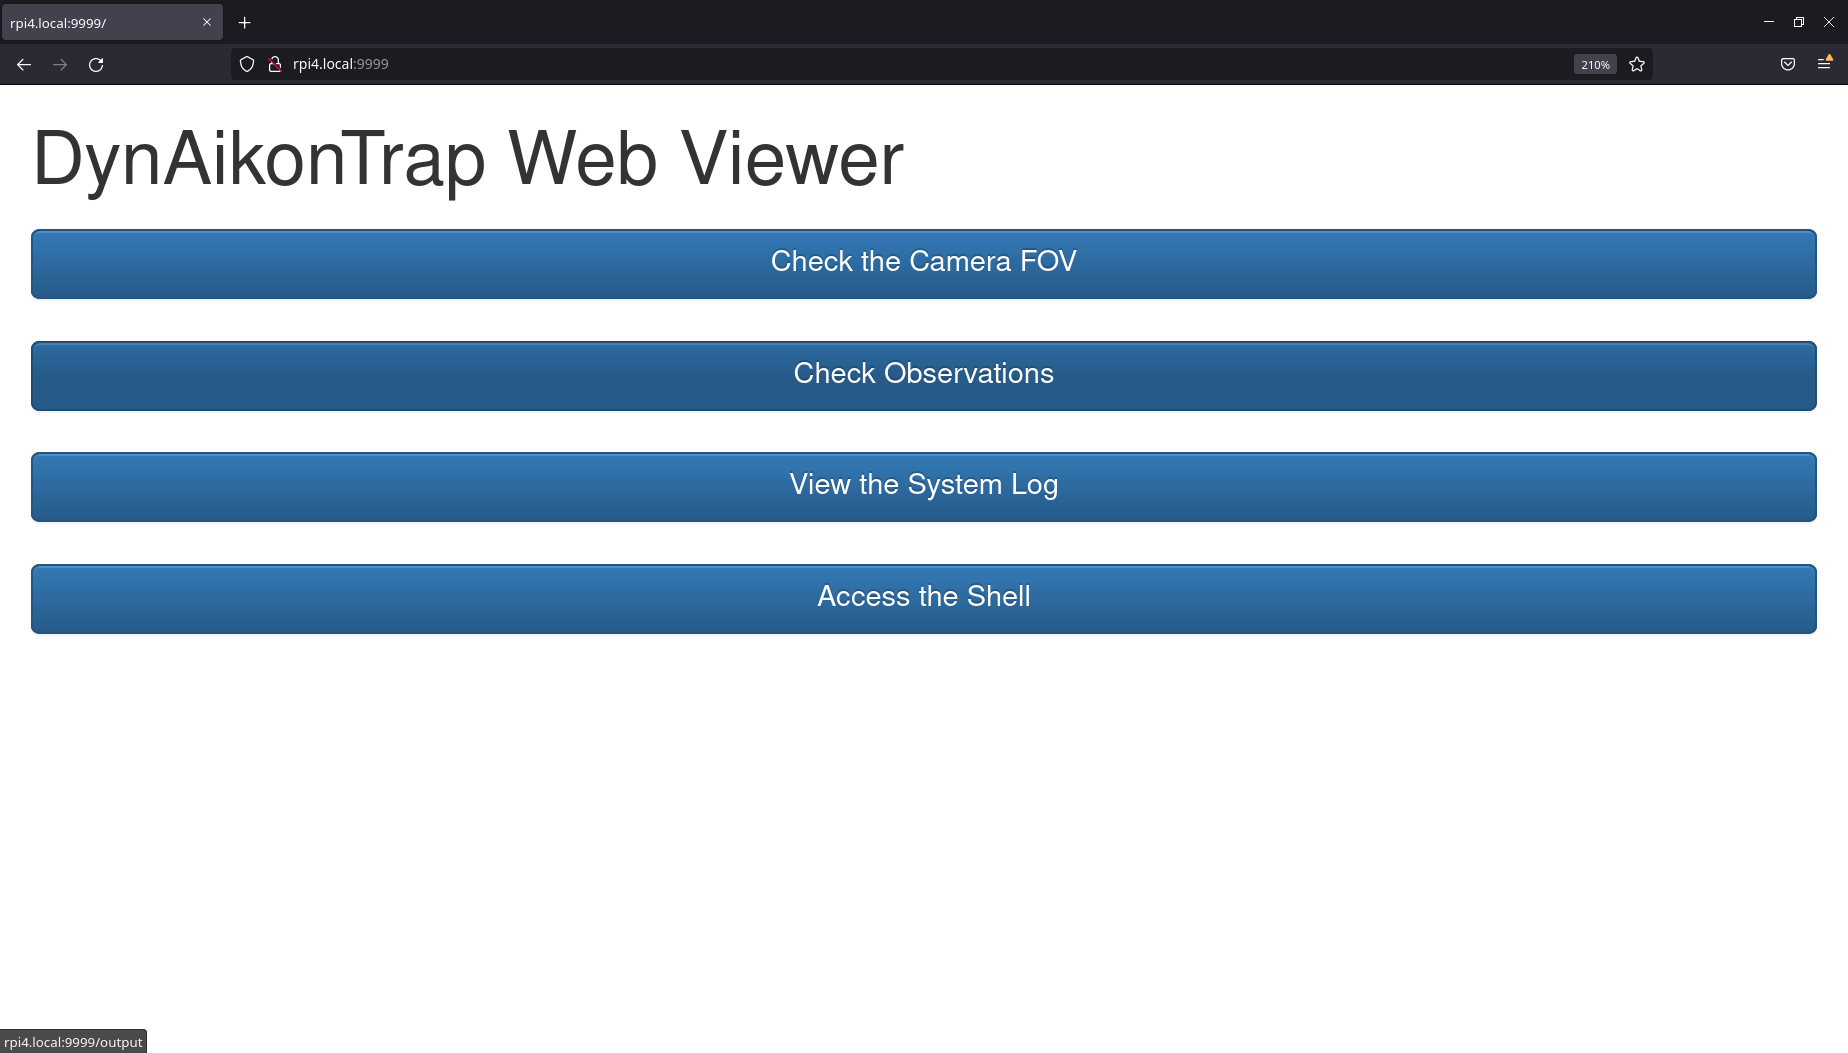 rpi4.local:9999/
rpi4.local:9999
210%
DynAikonTrap Web Viewer
Check the Camera FOV
Check Observations
View the System Log
Access the Shell
rpi4.local:9999/output